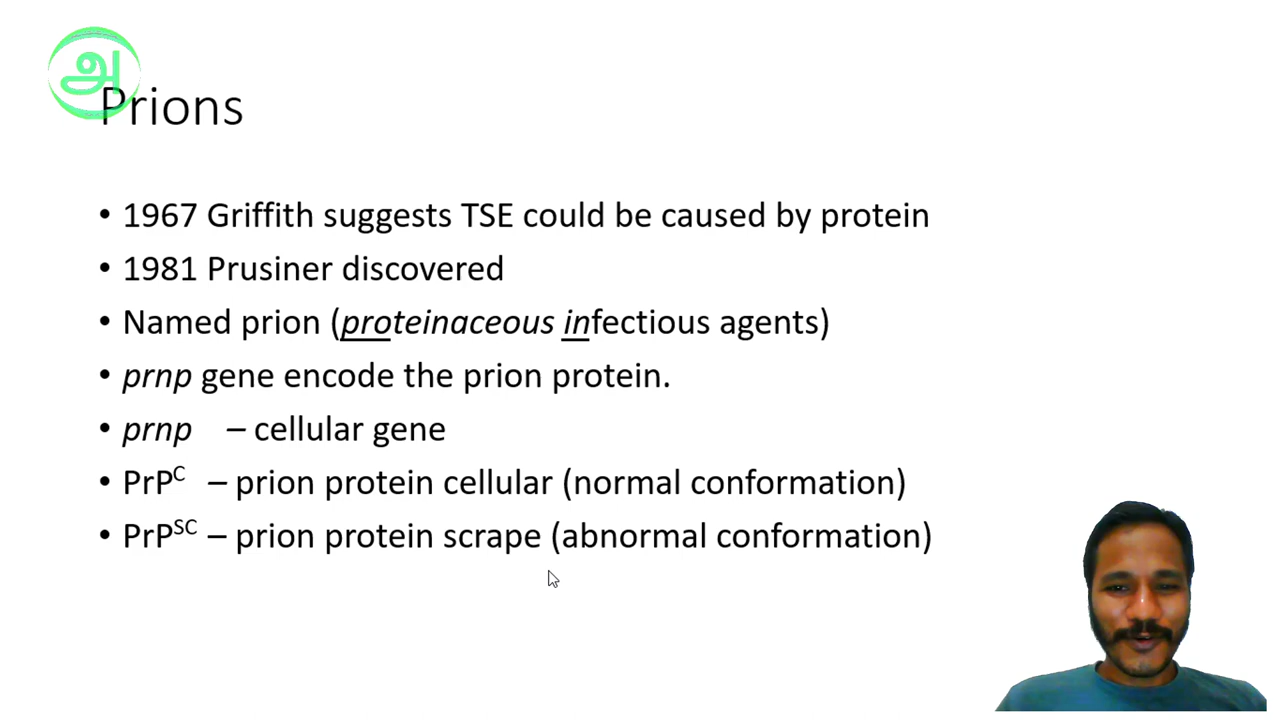 அ
Prions
• 1967 Griffith suggests TSE could be caused by protein
• 1981 Prusiner discovered
• Named prion (proteinaceous infectious agents)
• prnp gene encode the prion protein.
• prnp – cellular gene
• PrPC – prion protein cellular (normal conformation)
• PrPSC – prion protein scrape (abnormal conformation)